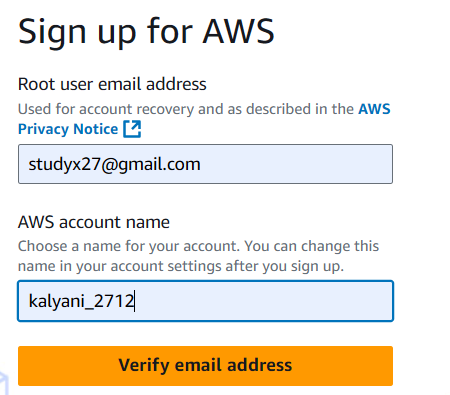 Sign up for AWS
Root user email address
Used for account recovery and as described in the AWS
Privacy Notice
studyx27@gmail.com
AWS account name
Choose a name for your account. You can change this
name in your account settings after you sign up.
kalyani_2712
Verify email address